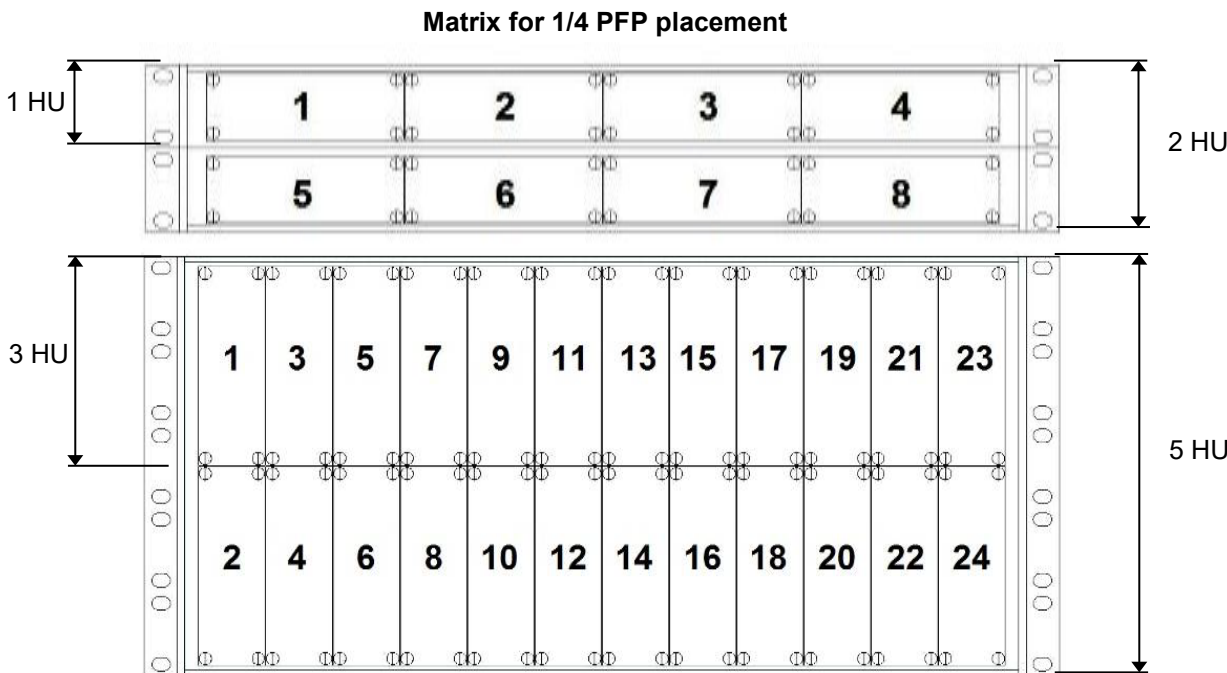 Matrix for 1/4 PFP placement
1 HU
1 2 3 4
2 HU
5 6 7 8
3 HU
1 3 5 7 9 11 13 15 17 19 21 23
5 HU
2 4 6 8 10 12 14 16 18 20 22 24